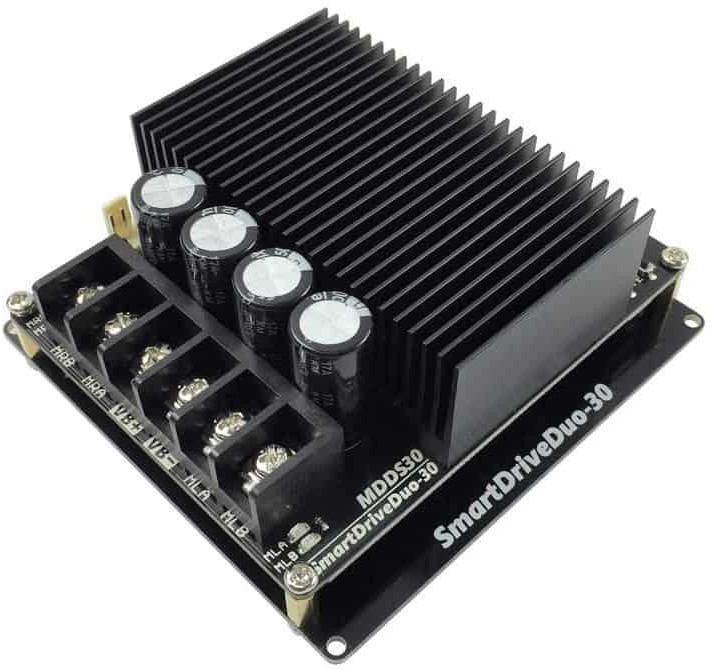 MRB
MRA
VB+
VB-
MLA
MLB
MLA
MLB
MDDS30
SmartDriveDuo-30
SmartDriveDuo-30